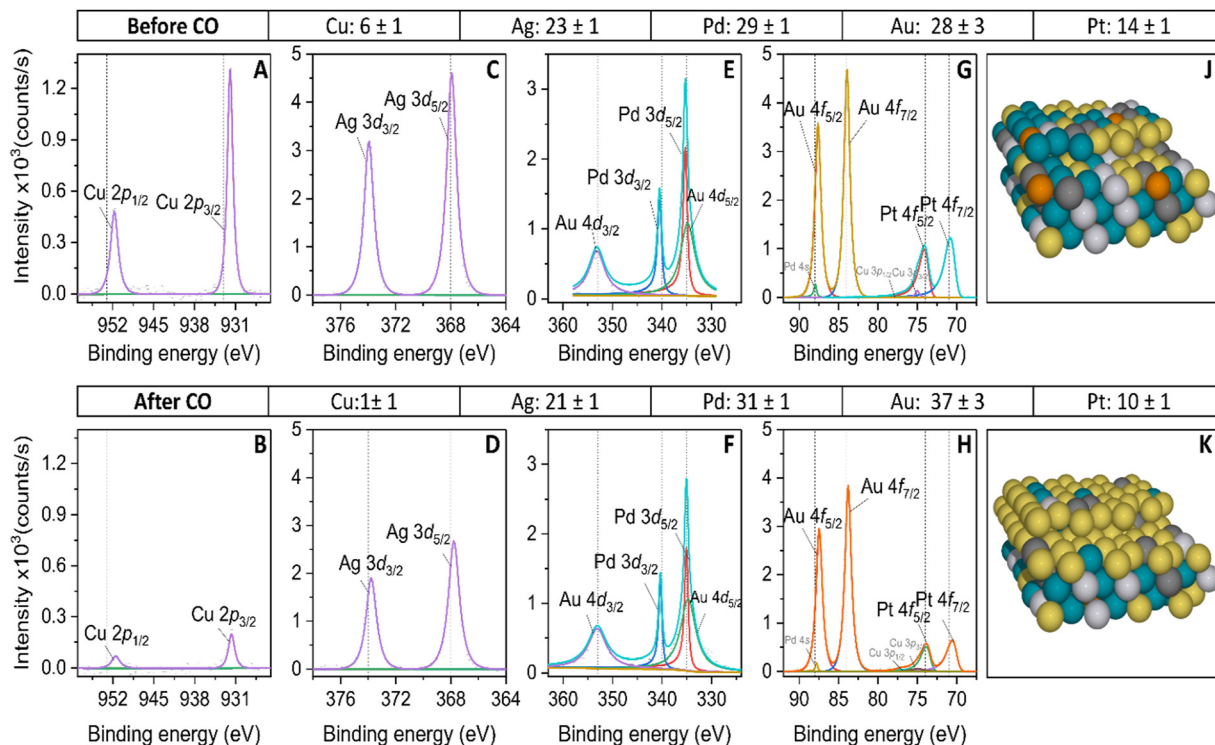 Before CO Cu: 6 ± 1 Ag: 23 ± 1 Pd: 29 ± 1 Au: 28 ± 3 Pt: 14 ± 1
Intensity x10³(counts/s)
A
1.2
0.9
0.6
0.3
0.0
Cu 2p1/2
Cu 2p3/2
952 945 938 931
Binding energy (eV)
C
5
4
3
2
1
0
Ag 3d3/2
Ag 3d5/2
376 372 368 364
Binding energy (eV)
E
3
2
1
0
Pd 3d5/2
Pd 3d3/2
Au 4d3/2
Au 4d5/2
360 350 340 330
Binding energy (eV)
G
5
4
3
2
1
0
Au 4f5/2
Au 4f7/2
Pt 4f5/2
Pt 4f7/2
Pd 4s
Cu 3p1/2
Cu 3p3/2
90 85 80 75 70
Binding energy (eV)
J
After CO Cu:1± 1 Ag: 21 ± 1 Pd: 31 ± 1 Au: 37 ± 3 Pt: 10 ± 1
Intensity x10³(counts/s)
B
1.2
0.9
0.6
0.3
0.0
Cu 2p1/2
Cu 2p3/2
952 945 938 931
Binding energy (eV)
D
5
4
3
2
1
0
Ag 3d3/2
Ag 3d5/2
376 372 368 364
Binding energy (eV)
F
3
2
1
0
Pd 3d5/2
Pd 3d3/2
Au 4d3/2
Au 4d5/2
360 350 340 330
Binding energy (eV)
H
5
4
3
2
1
0
Au 4f5/2
Au 4f7/2
Pt 4f5/2
Pt 4f7/2
Pd 4s
Cu 3p1/2
90 85 80 75 70
Binding energy (eV)
K